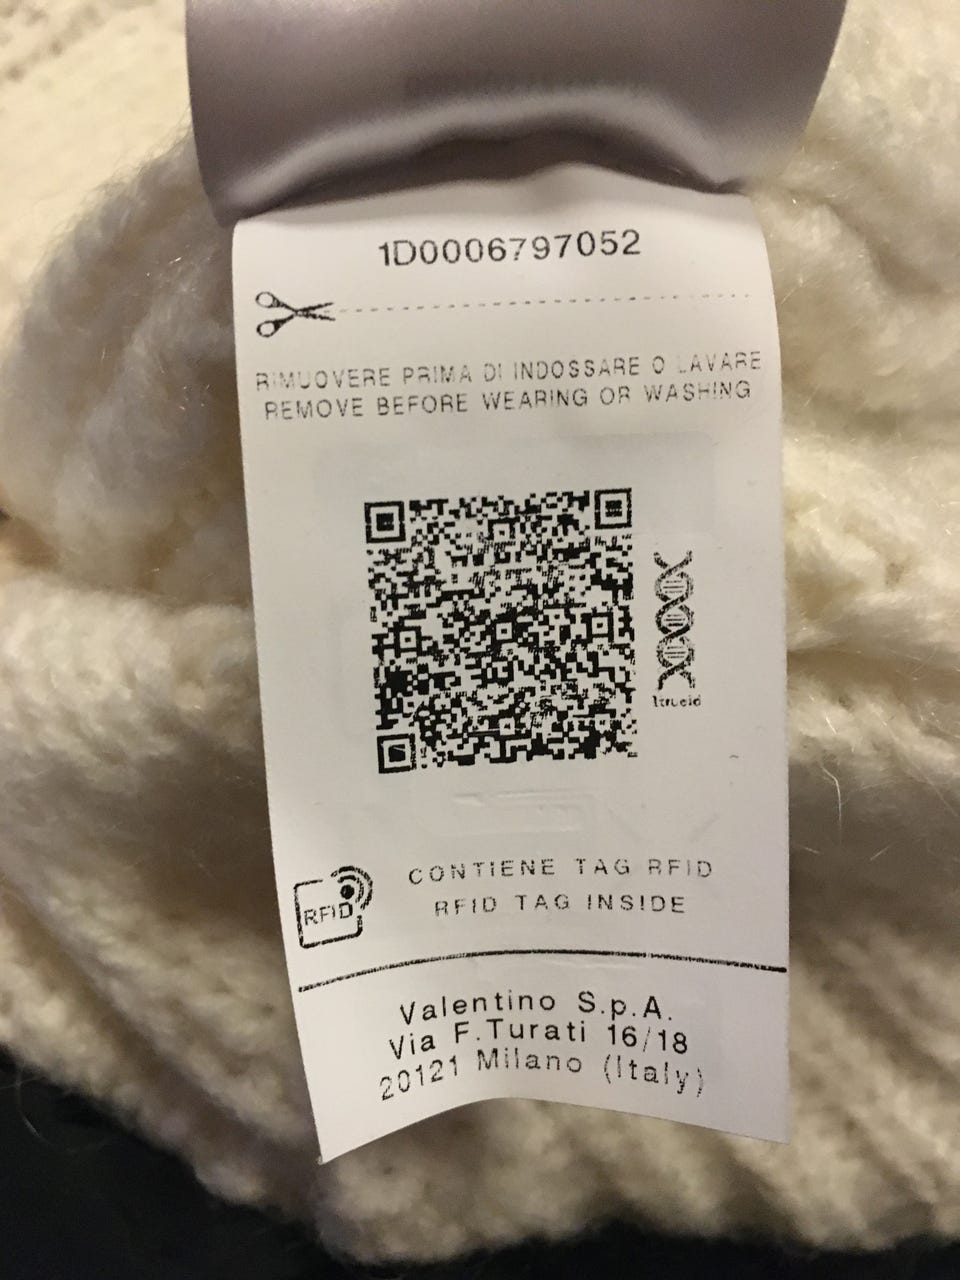 1D0006797052
RIMUOVERE PRIMA DI INDOSSARE O LAVARE
REMOVE BEFORE WEARING OR WASHING
1trueid
RFID
CONTIENE TAG RFID
RFID TAG INSIDE
Valentino S.p.A.
Via F.Turati 16/18
20121 Milano (Italy)